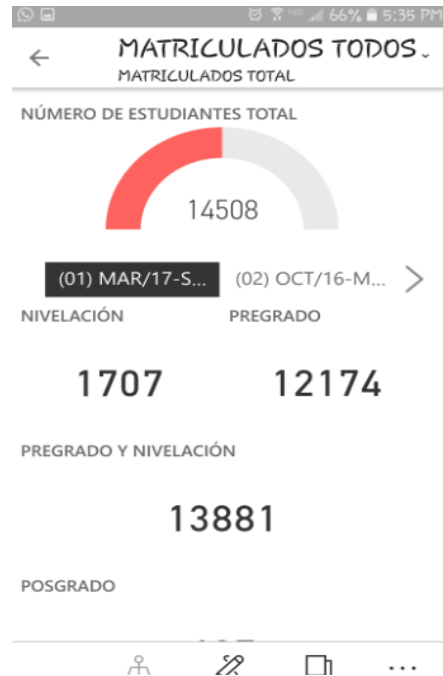 66% 5:35 PM
MATRICULADOS TODOS
MATRICULADOS TOTAL
NÚMERO DE ESTUDIANTES TOTAL
14508
(01) MAR/17-S... (02) OCT/16-M...
NIVELACIÓN PREGRADO
1707 12174
PREGRADO Y NIVELACIÓN
13881
POSGRADO